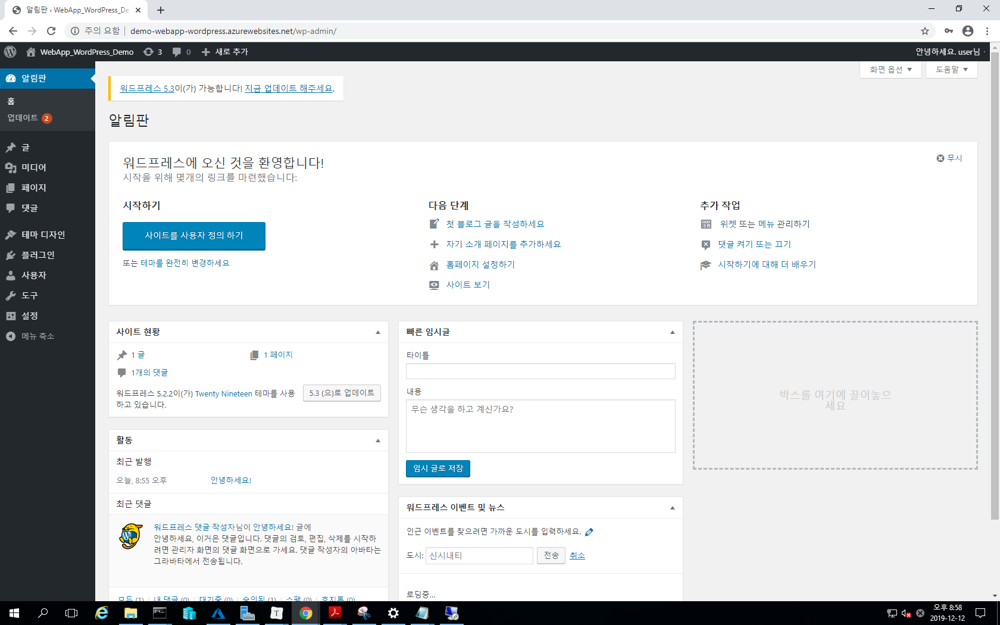 알림판 ‹ WebApp_WordPress_De
주의 요함 | demo-webapp-wordpress.azurewebsites.net/wp-admin/
WebApp_WordPress_Demo 3 0 새로 추가 안녕하세요. user님
알림판
홈
업데이트 2
글
미디어
페이지
댓글
테마 디자인
플러그인
사용자
도구
설정
메뉴 축소
화면 옵션 도움말
워드프레스 5.3이(가) 가능합니다! 지금 업데이트 해주세요.
알림판
워드프레스에 오신 것을 환영합니다!
무시
시작을 위해 몇개의 링크를 마련했습니다:
시작하기
사이트를 사용자 정의 하기
또는 테마를 완전히 변경하세요
다음 단계
첫 블로그 글을 작성하세요
자기 소개 페이지를 추가하세요
홈페이지 설정하기
사이트 보기
추가 작업
위젯 또는 메뉴 관리하기
댓글 켜기 또는 끄기
시작하기에 대해 더 배우기
사이트 현황
1 글 1 페이지
1개의 댓글
워드프레스 5.2.2이(가) Twenty Nineteen 테마를 사용
하고 있습니다.
5.3 (으)로 업데이트
활동
최근 발행
오늘, 8:55 오후 안녕하세요!
최근 댓글
워드프레스 댓글 작성자님이 안녕하세요! 글에
안녕하세요, 이거은 댓글입니다. 댓글의 검토, 편집, 삭제를 시작하
려면 관리자 화면의 댓글 화면으로 가세요. 댓글 작성자의 아바타는
그라바타에서 전송됩니다.
모두 (1) | 내 댓글 (0) | 대기중 (0) | 승인됨 (1) | 스팸 (0) | 휴지통 (0)
빠른 임시글
타이틀
내용
무슨 생각을 하고 계신가요?
임시 글로 저장
워드프레스 이벤트 및 뉴스
인근 이벤트를 찾으려면 가까운 도시를 입력하세요.
도시: 신시내티 전송 취소
로딩중...
박스를 여기에 끌어놓으
세요
오후 8:58
2019-12-12